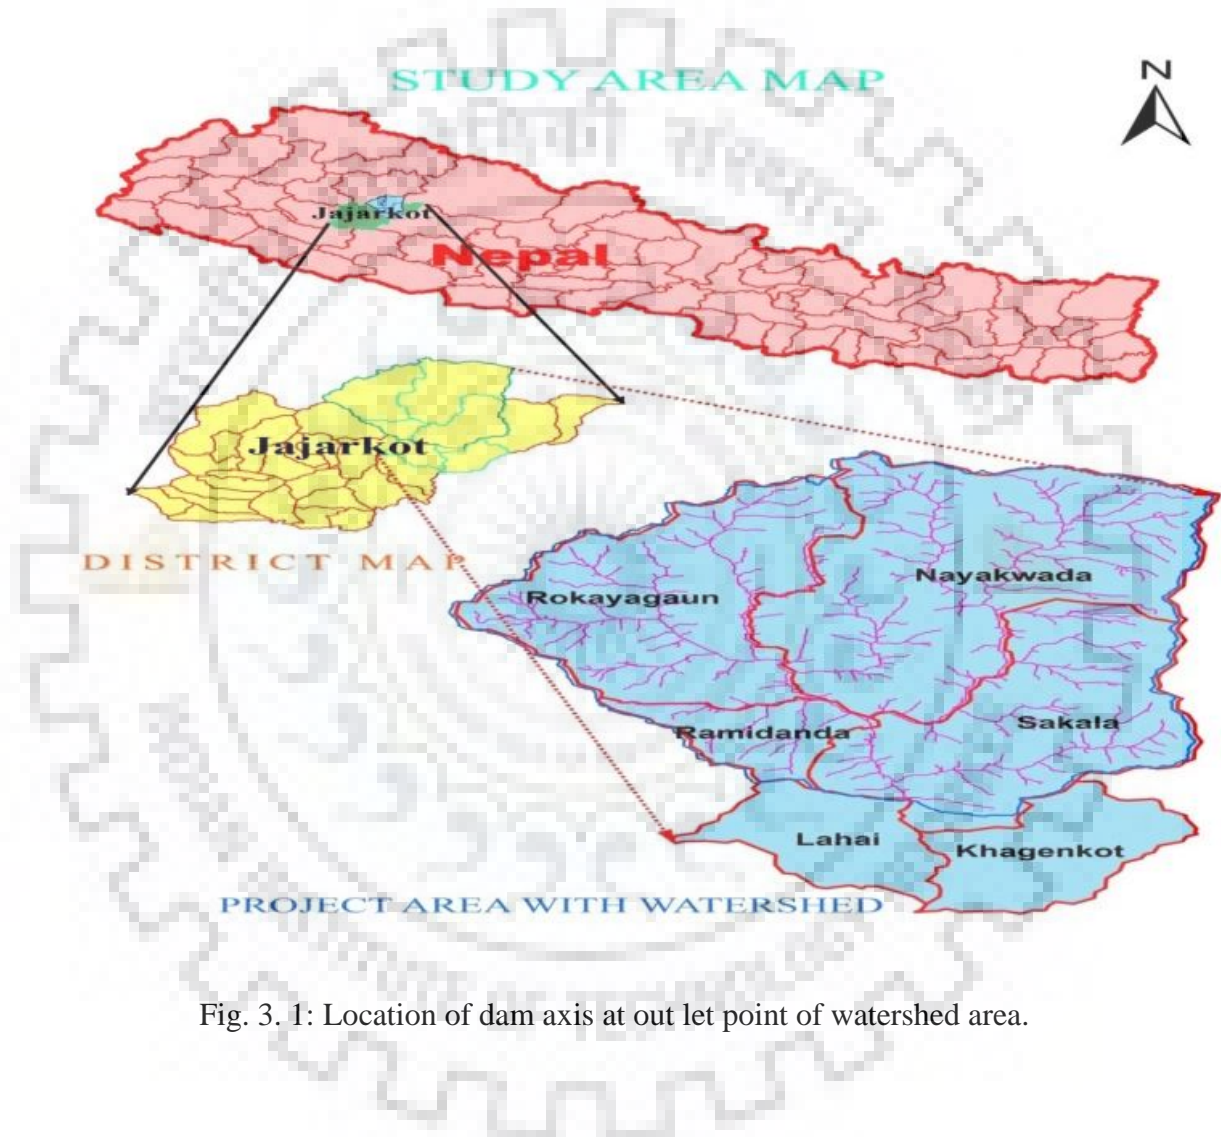 STUDY AREA MAP
N
Jajarkot
Nepal
Jajarkot
DISTRICT MAP
Nayakwada
Rokayagaun
Sakala
Ramidanda
Lahai
Khagenkot
PROJECT AREA WITH WATERSHED
Fig. 3. 1: Location of dam axis at out let point of watershed area.